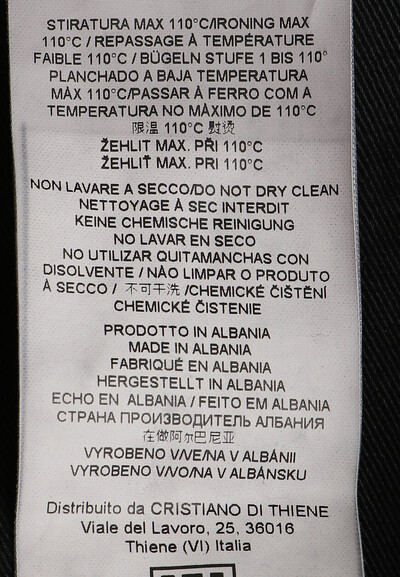 STIRATURA MAX 110°C/IRONING MAX
110°C / REPASSAGE À TEMPÉRATURE
FAIBLE 110°C / BÜGELN STUFE 1 BIS 110°
PLANCHADO A BAJA TEMPERATURA
MÀX 110°C/PASSAR À FERRO COM A
TEMPERATURA NO MÀXIMO DE 110°C
限温 110°C 熨烫
ŽEHLIT MAX. PŘI 110°C
ŽEHLIŤ MAX. PRI 110°C
NON LAVARE A SECCO/DO NOT DRY CLEAN
NETTOYAGE À SEC INTERDIT
KEINE CHEMISCHE REINIGUNG
NO LAVAR EN SECO
NO UTILIZAR QUITAMANCHAS CON
DISOLVENTE / NÀO LIMPAR O PRODUTO
À SECCO / 不可干洗 /CHEMICKÉ ČIŠTĚNÍ
CHEMICKÉ ČISTENIE
PRODOTTO IN ALBANIA
MADE IN ALBANIA
FABRIQUÉ EN ALBANIA
HERGESTELLT IN ALBANIA
ECHO EN ALBANIA / FEITO EM ALBANIA
СТРАНА ПРОИЗВОДИТЕЛЬ АЛБАНИЯ
在做阿尔巴尼亚
VYROBENO V/VE/NA V ALBÁNII
VYROBENO V/VO/NA V ALBÁNSKU
Distribuito da CRISTIANO DI THIENE
Viale del Lavoro, 25, 36016
Thiene (VI) Italia